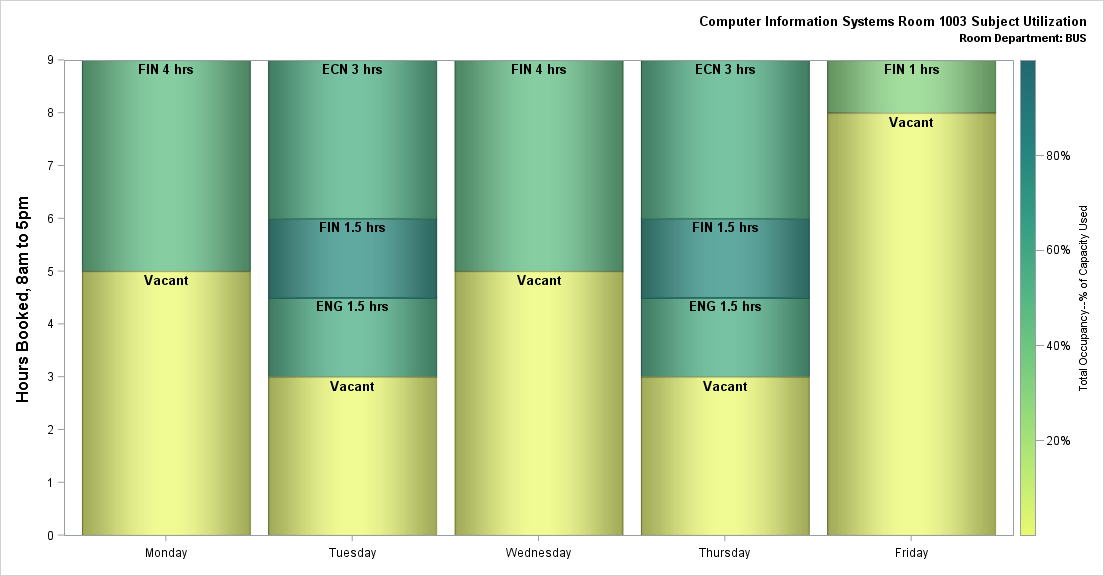 Computer Information Systems Room 1003 Subject Utilization
Room Department: BUS
Hours Booked, 8am to 5pm
9
8
7
6
5
4
3
2
1
0
FIN 4 hrs
Vacant
ECN 3 hrs
FIN 1.5 hrs
ENG 1.5 hrs
Vacant
FIN 4 hrs
Vacant
ECN 3 hrs
FIN 1.5 hrs
ENG 1.5 hrs
Vacant
FIN 1 hrs
Vacant
Monday
Tuesday
Wednesday
Thursday
Friday
80%
60%
40%
20%
Total Occupancy--% of Capacity Used